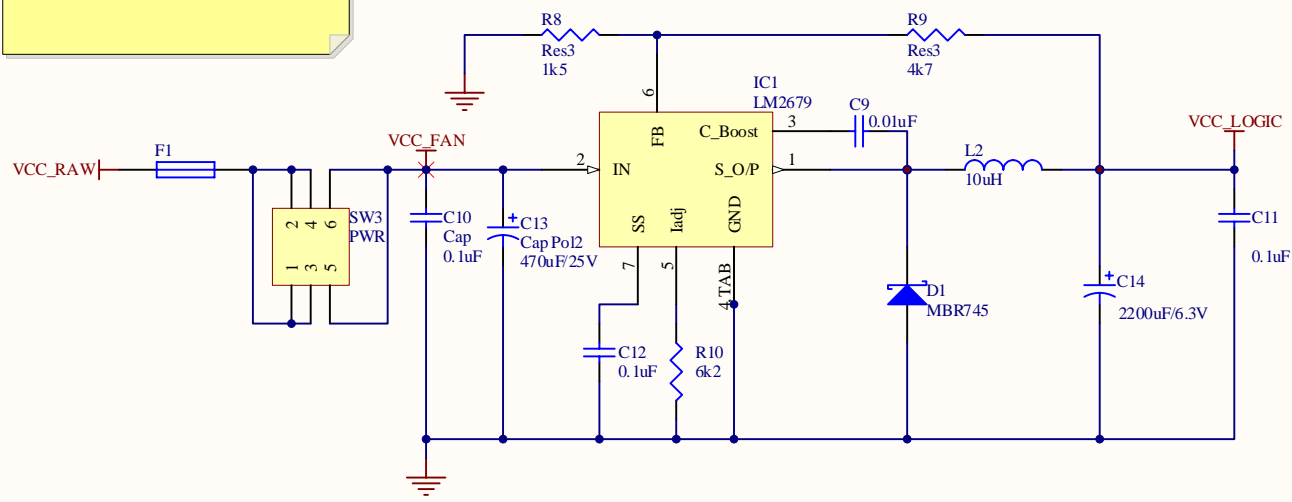 R8
Res3
1k5
R9
Res3
4k7
IC1
LM2679
6
FB
C_Boost
3
C9
0.01uF
VCC_LOGIC
VCC_RAW
F1
VCC_FAN
2
IN
S_O/P
1
L2
10uH
2
4
6
SW3
PWR
1
3
5
C10
Cap
0.1uF
C13
Cap Pol2
470uF/25V
SS
Iadj
GND
7
5
4,TAB
C11
0.1uF
D1
MBR745
C14
2200uF/6.3V
C12
0.1uF
R10
6k2